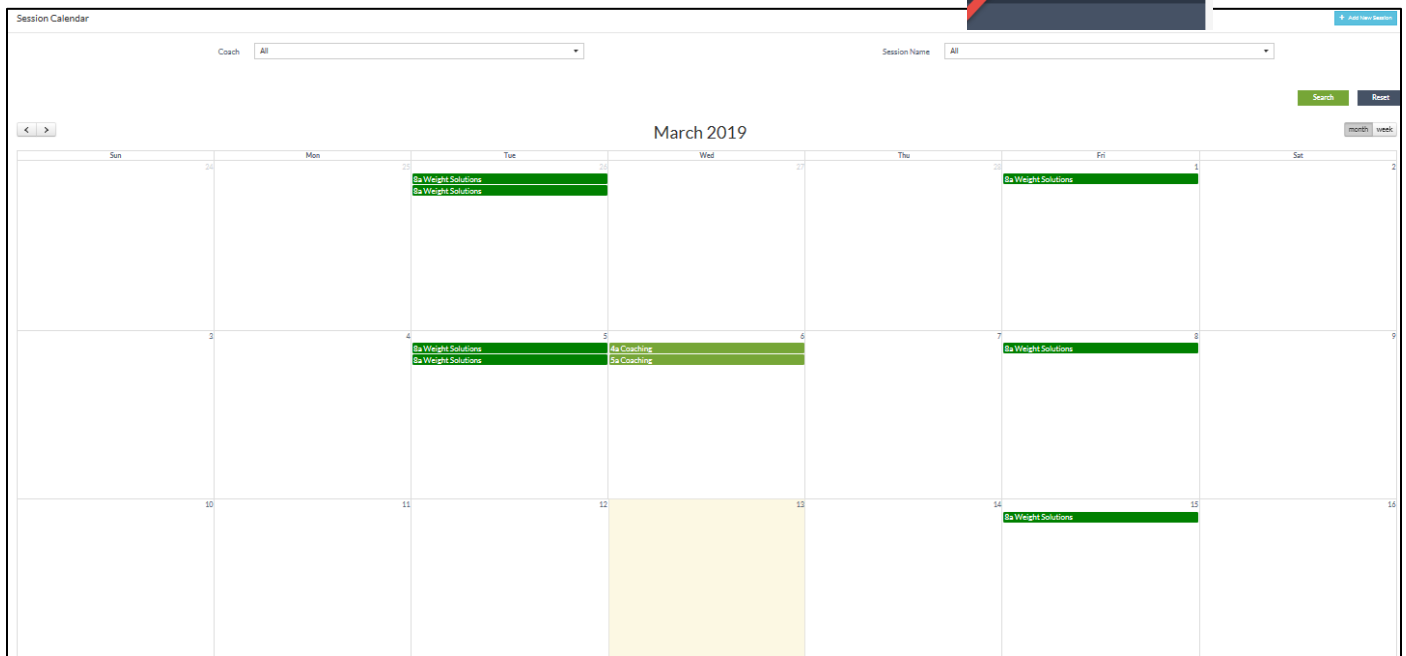 Session Calendar
+ Add New Session
Coach All Session Name All
Search Reset
< > March 2019 month week
Sun Mon Tue Wed Thu Fri Sat
24 25 26 27 28 1 2
8a Weight Solutions 8a Weight Solutions
8a Weight Solutions
3 4 5 6 7 8 9
8a Weight Solutions 4a Coaching 8a Weight Solutions
8a Weight Solutions 5a Coaching
10 11 12 13 14 15 16
8a Weight Solutions